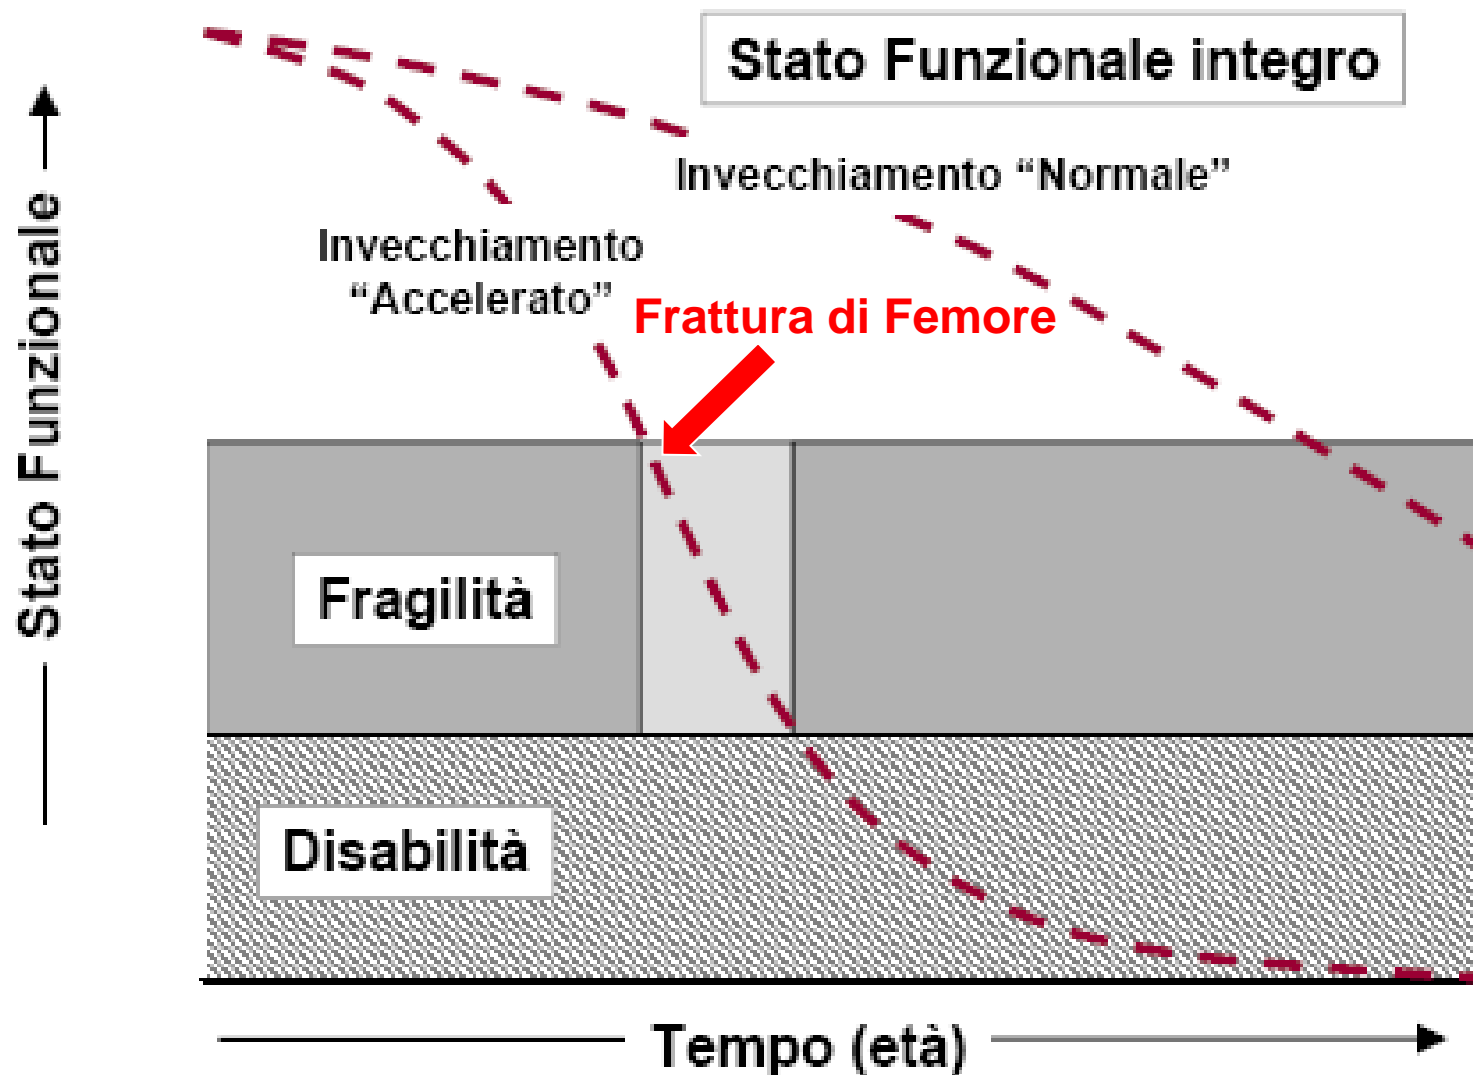 Stato Funzionale integro
Invecchiamento “Normale”
Invecchiamento
“Accelerato”
Frattura di Femore
Stato Funzionale
Fragilità
Disabilità
Tempo (età)